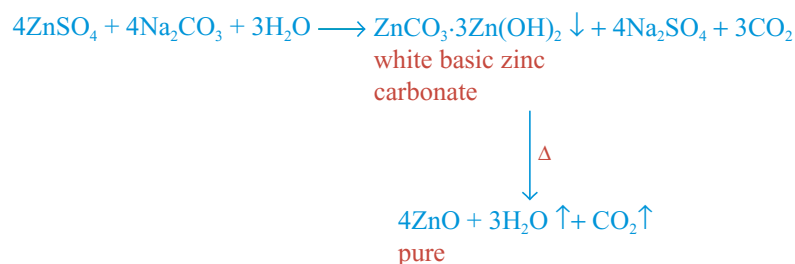 4ZnSO₄ + 4Na₂CO₃ + 3H₂O ⟶ ZnCO₃·3Zn(OH)₂ ↓ + 4Na₂SO₄ + 3CO₂
white basic zinc
carbonate
Δ
4ZnO + 3H₂O ↑ + CO₂ ↑
pure